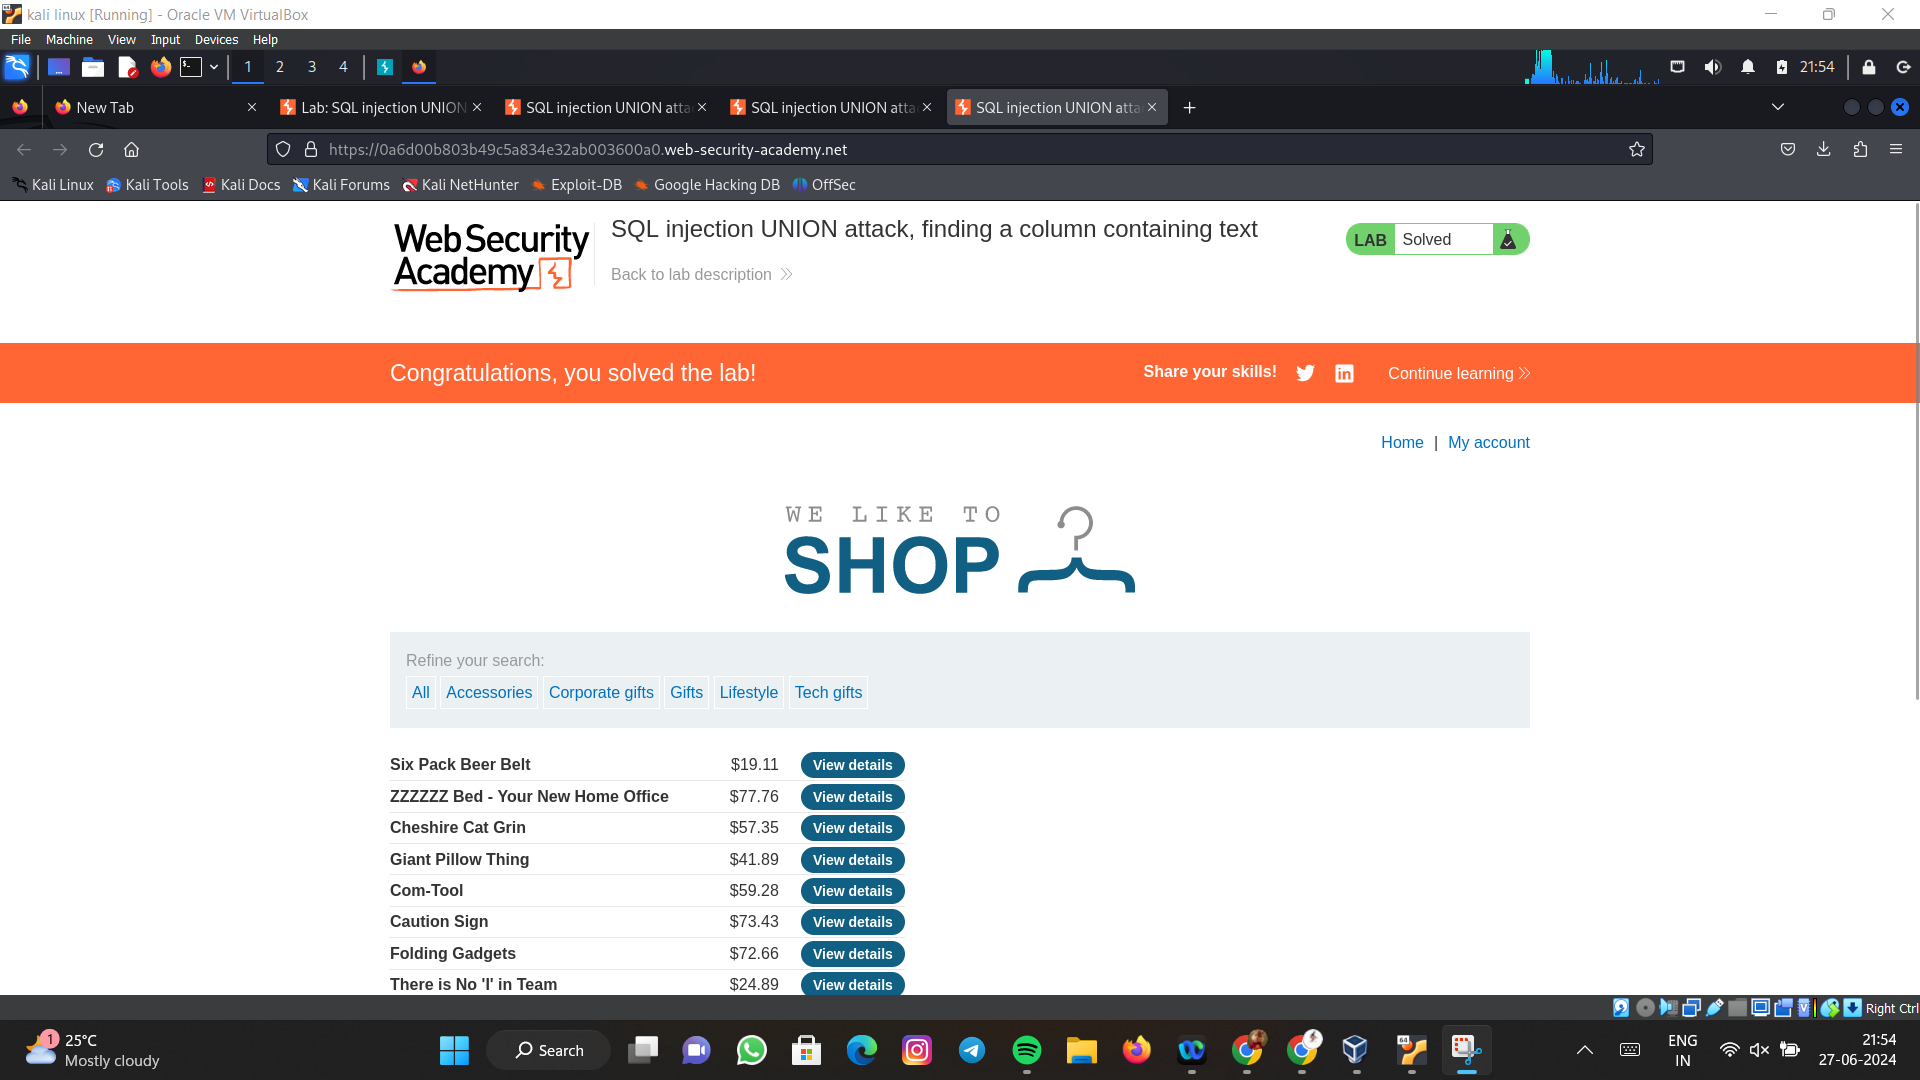 kali linux [Running] - Oracle VM VirtualBox
File Machine View Input Devices Help
1 2 3 4 21:54
New Tab
Lab: SQL injection UNION
SQL injection UNION atta
SQL injection UNION atta
SQL injection UNION atta
https://0a6d00b803b49c5a834e32ab003600a0.web-security-academy.net
Kali Linux Kali Tools Kali Docs Kali Forums Kali NetHunter Exploit-DB Google Hacking DB OffSec
Web Security Academy
SQL injection UNION attack, finding a column containing text
LAB Solved
Back to lab description
Congratulations, you solved the lab!
Share your skills!
Continue learning
Home | My account
WE LIKE TO
SHOP
Refine your search:
All Accessories Corporate gifts Gifts Lifestyle Tech gifts
Six Pack Beer Belt $19.11 View details
ZZZZZZ Bed - Your New Home Office $77.76 View details
Cheshire Cat Grin $57.35 View details
Giant Pillow Thing $41.89 View details
Com-Tool $59.28 View details
Caution Sign $73.43 View details
Folding Gadgets $72.66 View details
There is No 'I' in Team $24.89 View details
Right Ctrl
1
25°C
Mostly cloudy
Search
ENG
IN
21:54
27-06-2024